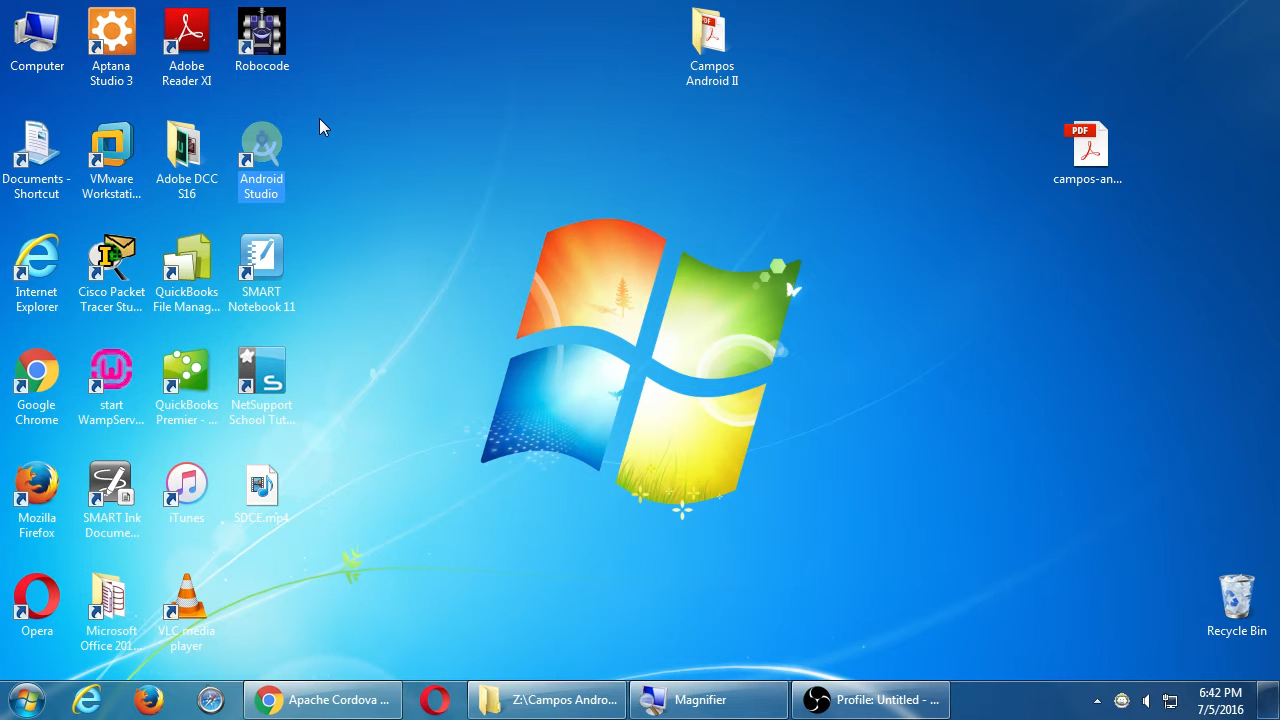 Computer
Aptana
Studio 3
Adobe
Reader XI
Robocode
PDF
Campos
Android II
Documents -
Shortcut
VMware
Workstati...
Adobe DCC
S16
Android
Studio
PDF
campos-an...
Internet
Explorer
Cisco Packet
Tracer Stu...
QuickBooks
File Manag...
SMART
Notebook 11
Google
Chrome
start
WampServ...
QuickBooks
Premier - ...
NetSupport
School Tut...
Mozilla
Firefox
SMART Ink
Docume...
iTunes
SDCE.mp4
Opera
Microsoft
Office 201...
VLC media
player
Recycle Bin
Apache Cordova ...
Z:\Campos Andro...
Magnifier
Profile: Untitled - ...
6:42 PM
7/5/2016